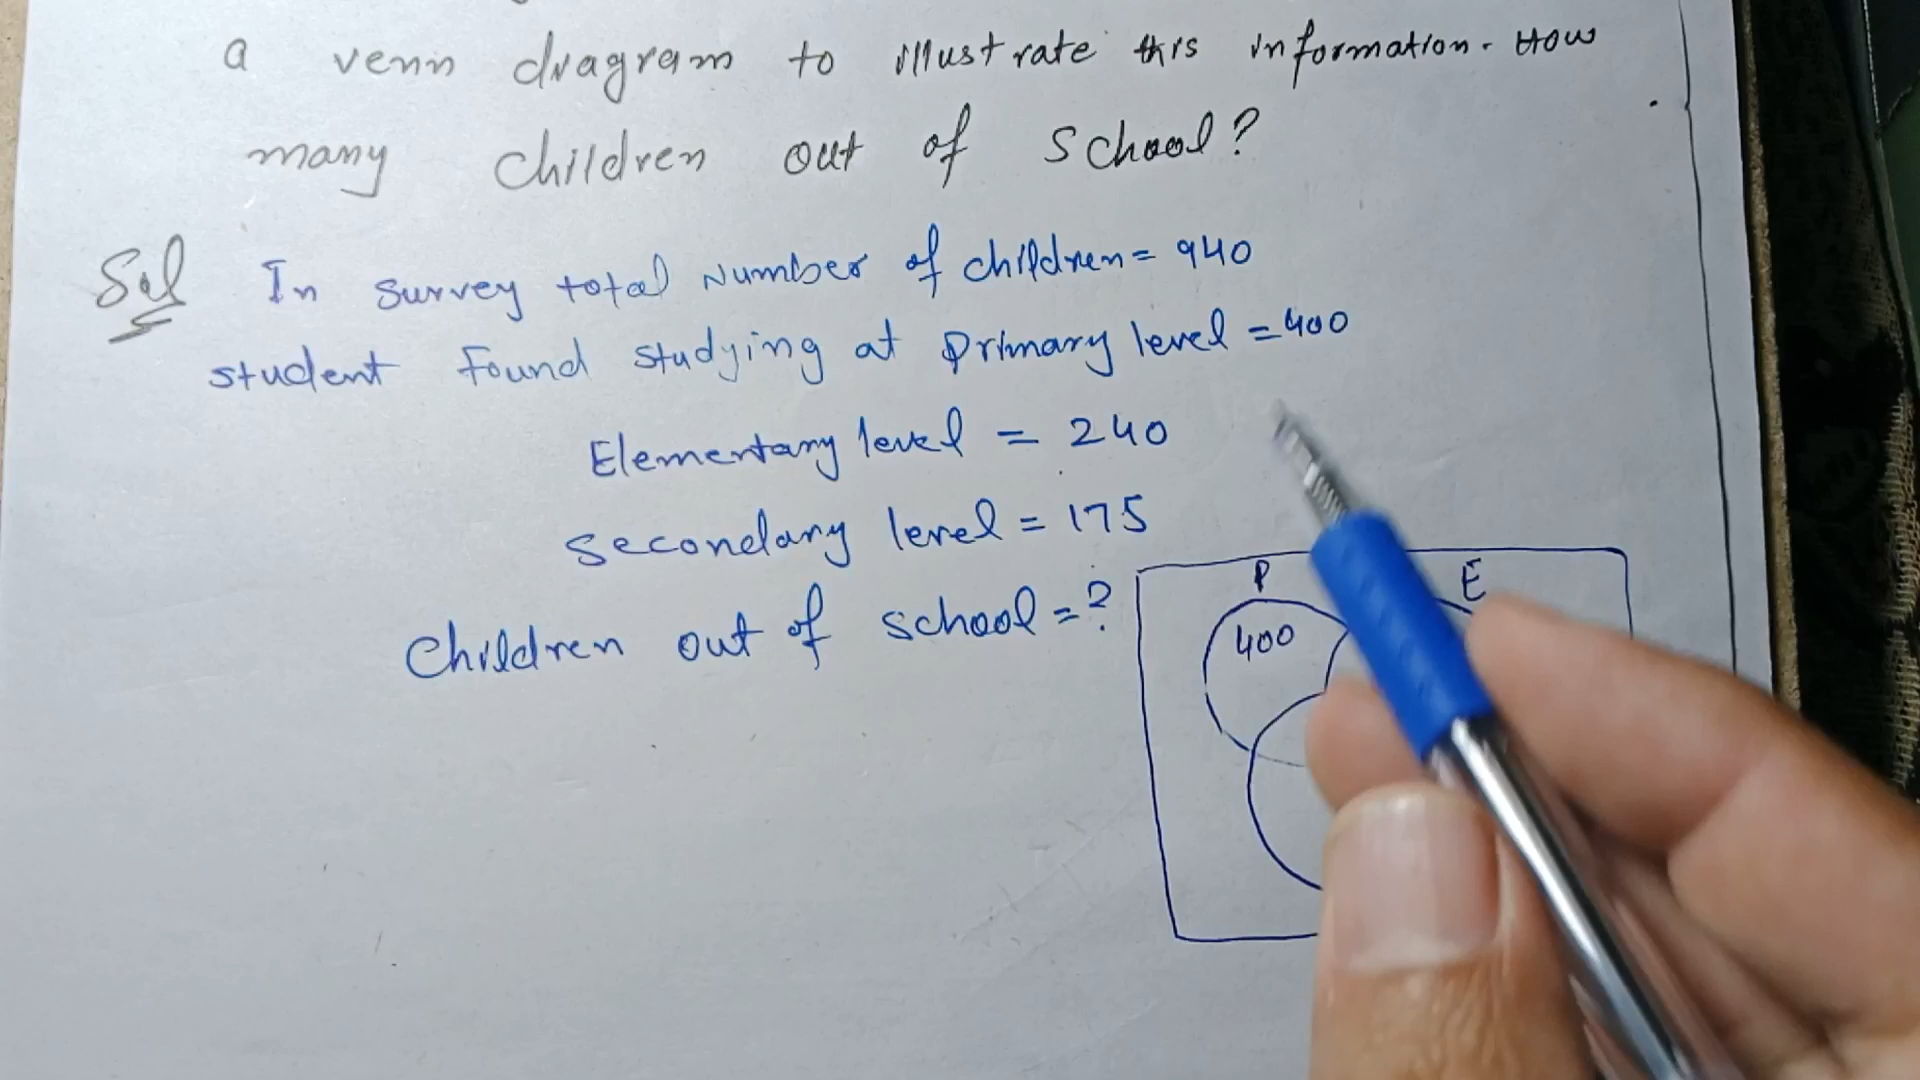 a venn diagram to illustrate this information. How
many children out of school?
Sol In survey total Number of children = 940
student Found studying at primary level = 400
Elementary level = 240
secondary level = 175
children out of school = ?
P E
400